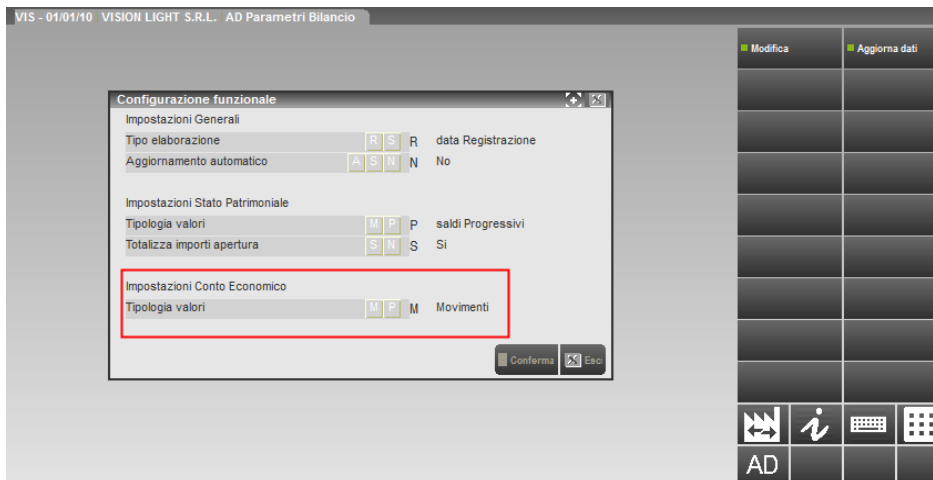 VIS - 01/01/10 VISION LIGHT S.R.L. AD Parametri Bilancio
Modifica Aggiorna dati
Configurazione funzionale
Impostazioni Generali
Tipo elaborazione R S R data Registrazione
Aggiornamento automatico A S N N No
Impostazioni Stato Patrimoniale
Tipologia valori M P P saldi Progressivi
Totalizza importi apertura S N S Si
Impostazioni Conto Economico
Tipologia valori M P M Movimenti
Conferma Esci
i
AD